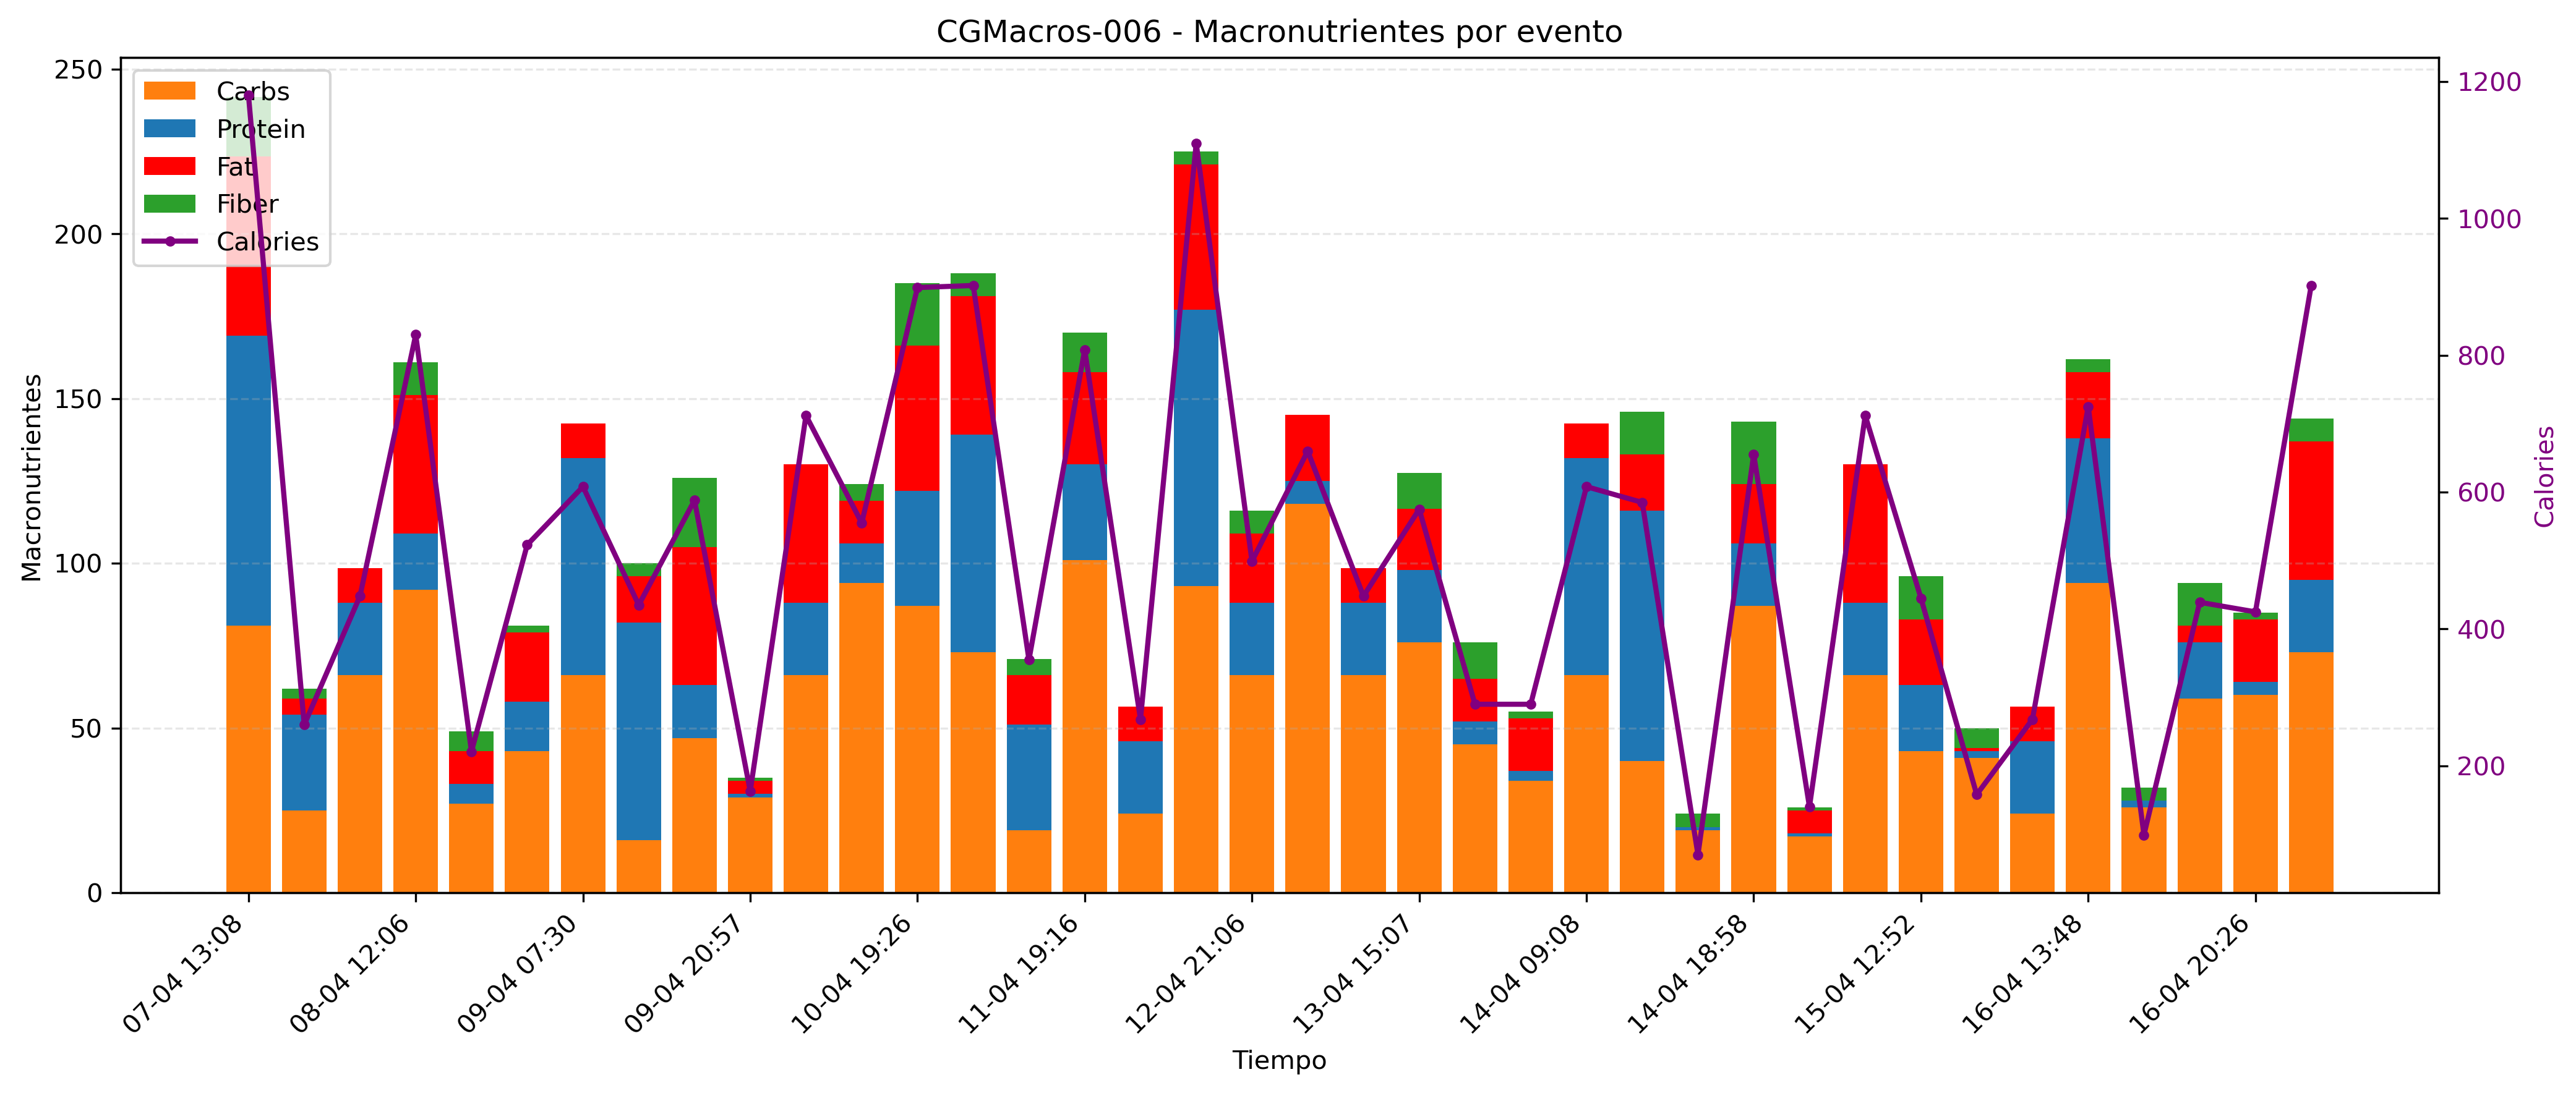 CGMacros-006 - Macronutrientes por evento
Carbs
Protein
Fat
Fiber
Calories
250
200
150
100
50
0
Macronutrientes
1200
1000
800
600
400
200
Calories
07-04 13:08
08-04 12:06
09-04 07:30
09-04 20:57
10-04 19:26
11-04 19:16
12-04 21:06
13-04 15:07
14-04 09:08
14-04 18:58
15-04 12:52
16-04 13:48
16-04 20:26
Tiempo